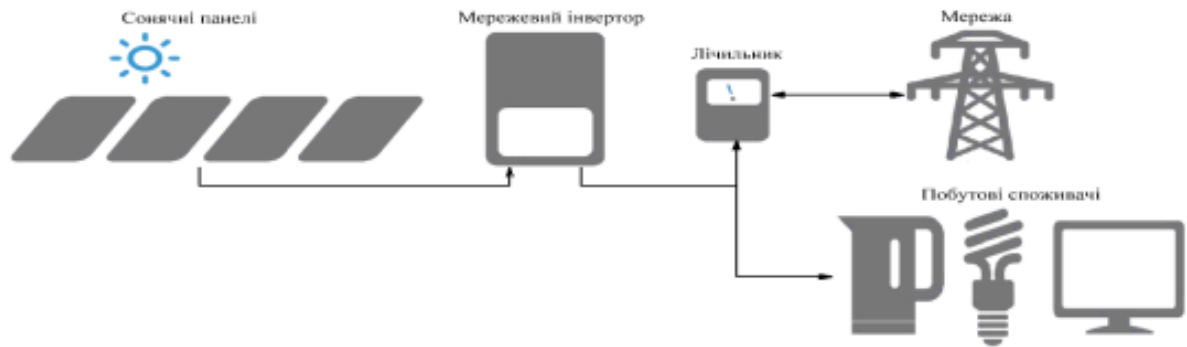 Сонячні панелі
Мережевий інвертор
Лічильник
Мережа
Побутові споживачі